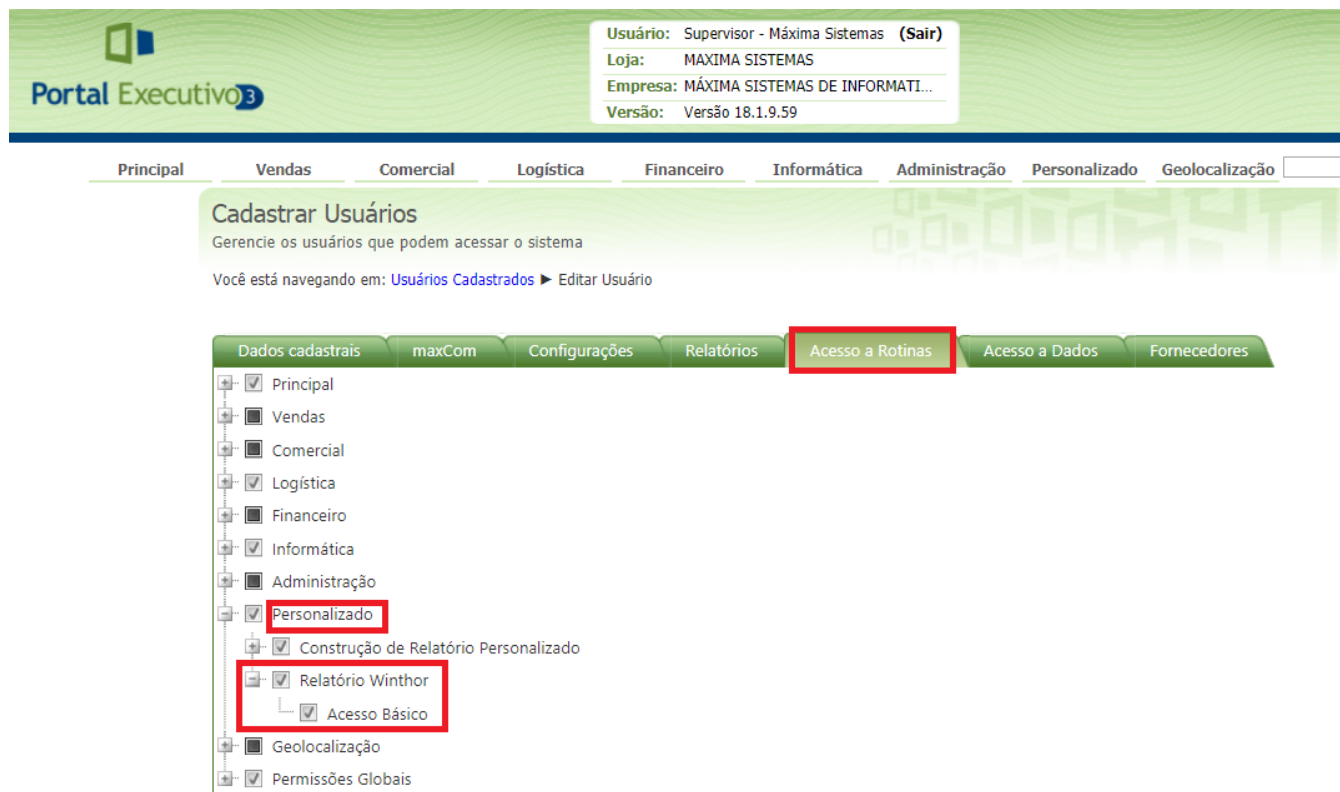 Portal Executivo3
Usuário: Supervisor - Máxima Sistemas (Sair)
Loja: MAXIMA SISTEMAS
Empresa: MÁXIMA SISTEMAS DE INFORMATI...
Versão: Versão 18.1.9.59
Principal Vendas Comercial Logística Financeiro Informática Administração Personalizado Geolocalização
Cadastrar Usuários
Gerencie os usuários que podem acessar o sistema
Você está navegando em: Usuários Cadastrados ► Editar Usuário
Dados cadastrais maxCom Configurações Relatórios Acesso a Rotinas Acesso a Dados Fornecedores
Principal
Vendas
Comercial
Logística
Financeiro
Informática
Administração
Personalizado
Construção de Relatório Personalizado
Relatório Winthor
Acesso Básico
Geolocalização
Permissões Globais